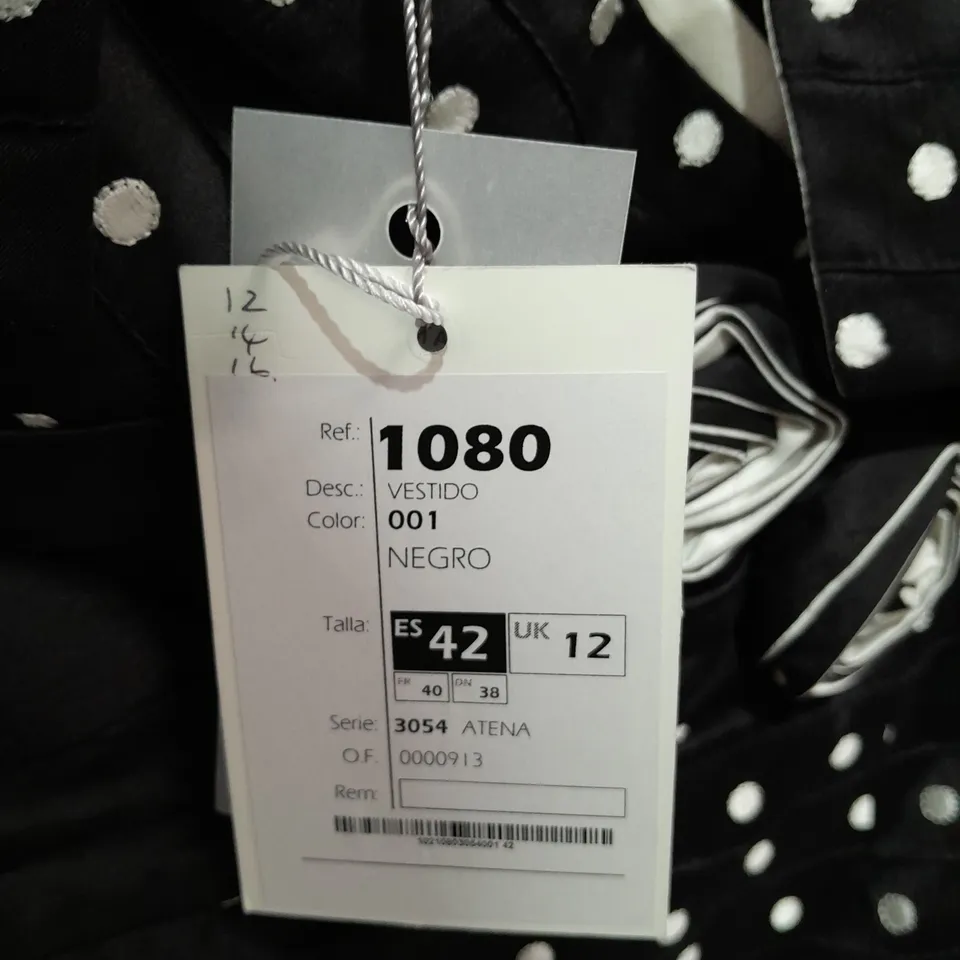 12
14
16.
Ref.: 1080
Desc.: VESTIDO
Color: 001
NEGRO
Talla: ES 42 UK 12
FR 40 DN 38
Serie: 3054 ATENA
O.F. 0000913
Rem: